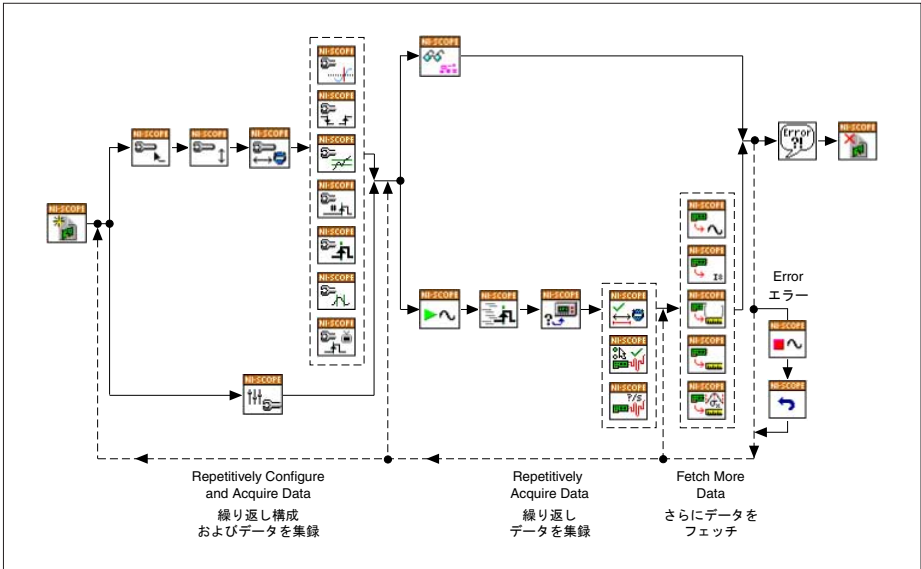 NI-SCOPE
NI-SCOPE
NI-SCOPE
NI-SCOPE
NI-SCOPE
NI-SCOPE
Error
?!
NI-SCOPE
NI-SCOPE
NI-SCOPE
NI-SCOPE
NI-SCOPE
NI-SCOPE
NI-SCOPE
NI-SCOPE
Error
エラー
NI-SCOPE
NI-SCOPE
NI-SCOPE
NI-SCOPE
?
NI-SCOPE
NI-SCOPE
NI-SCOPE
NI-SCOPE
NI-SCOPE
NI-SCOPE
NI-SCOPE
NI-SCOPE
?/S
NI-SCOPE
NI-SCOPE
Repetitively Configure
and Acquire Data
繰り返し構成
およびデータを集録
Repetitively
Acquire Data
繰り返し
データを集録
Fetch More
Data
さらにデータを
フェッチ